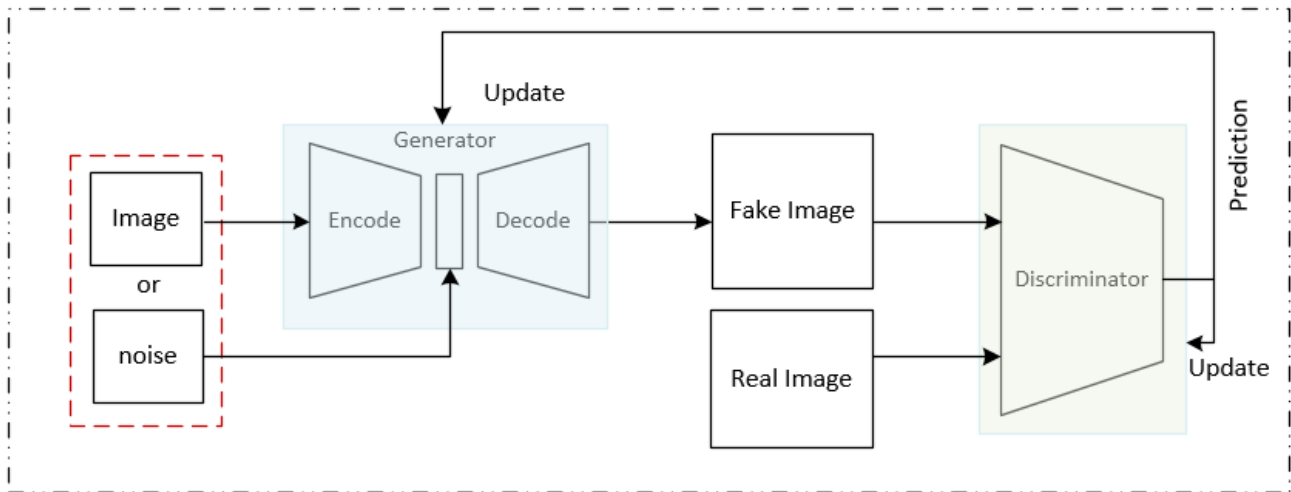 Update
Generator
Image
Encode
Decode
Fake Image
Prediction
or
Discriminator
noise
Real Image
Update